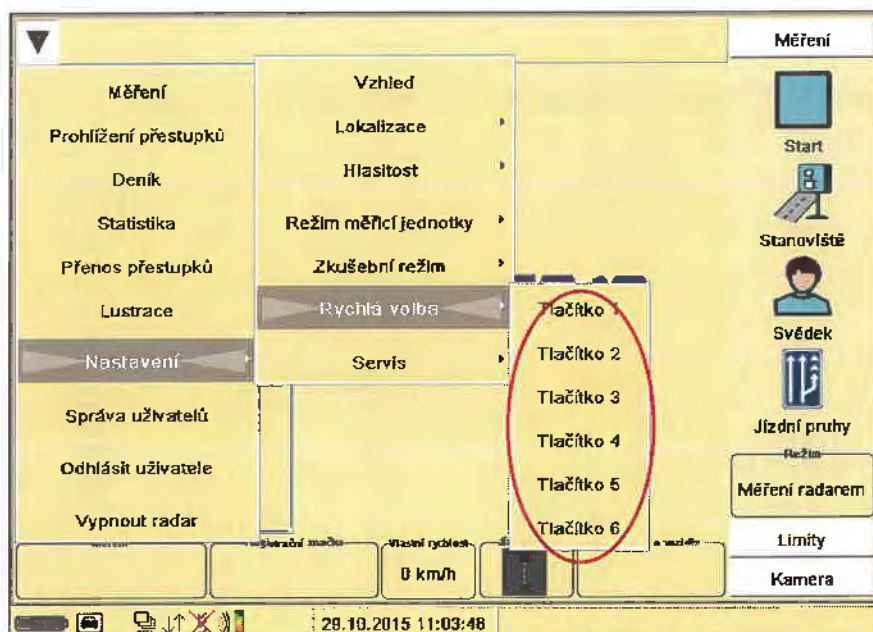 Měření
Prohlížení přestupků
Deník
Statistika
Přenos přestupků
Lustrace
Nastavení
Správa uživatelů
Odhlásit uživatele
Vypnout radar
Vzhled
Lokalizace
Hlasitost
Režim měřicí jednotky
Zkušební režim
Rychlá volba
Servis
Tlačítko 1
Tlačítko 2
Tlačítko 3
Tlačítko 4
Tlačítko 5
Tlačítko 6
Měření
Start
Stanoviště
Svědek
Jízdní pruhy
Režim
Měření radarem
Limity
Kamera
značka
Vlastní rychlost
0 km/h
28.10.2015 11:03:48